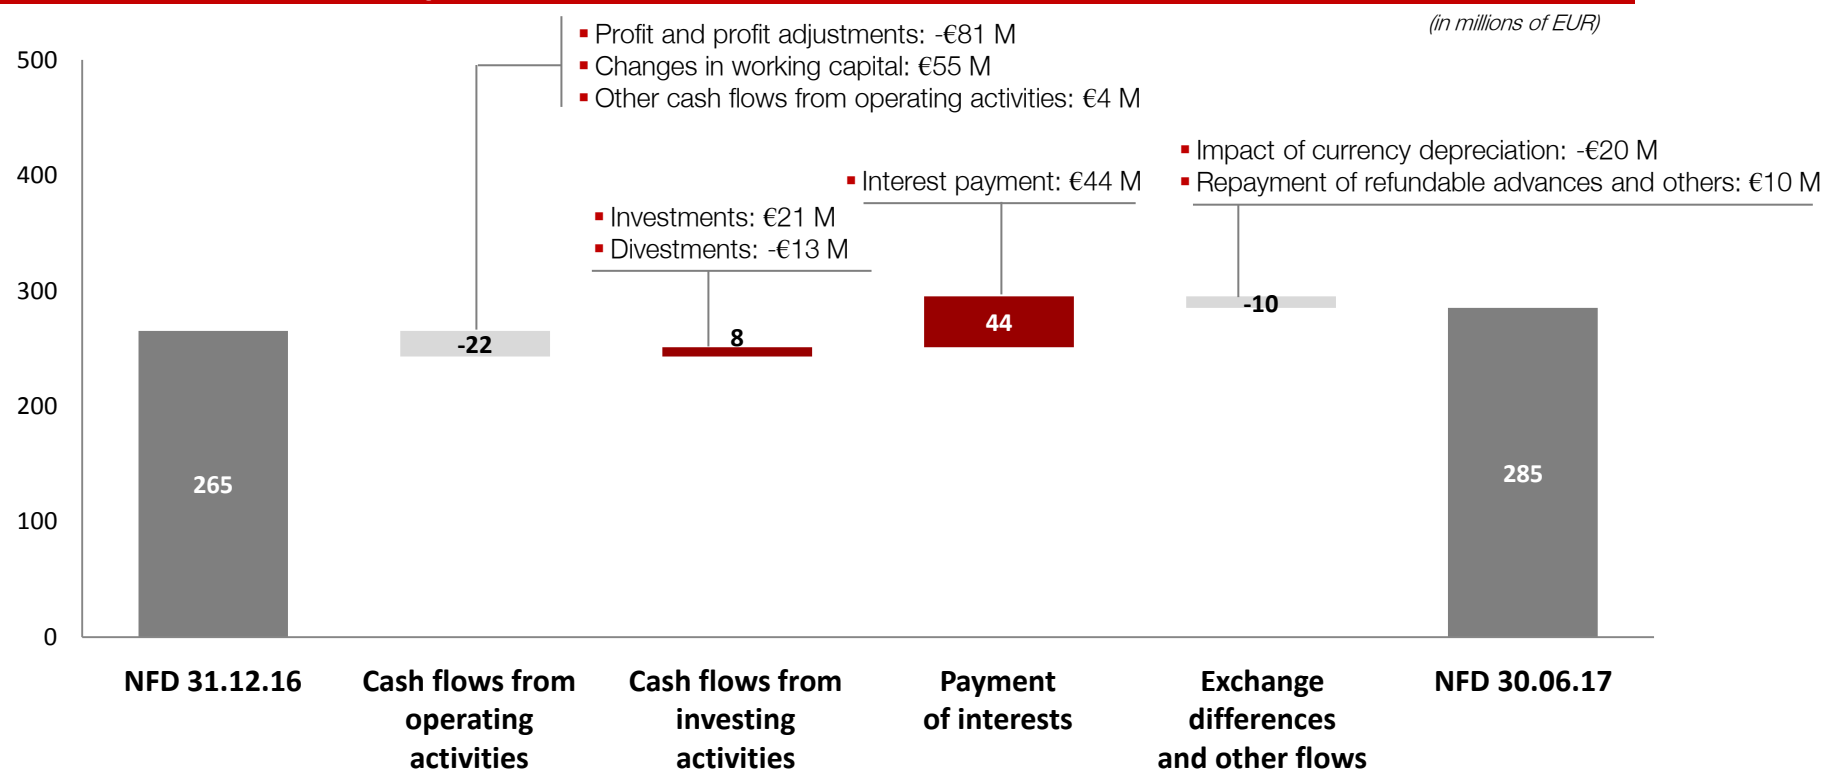 (in millions of EUR)
▪ Profit and profit adjustments: -€81 M
▪ Changes in working capital: €55 M
▪ Other cash flows from operating activities: €4 M
▪ Impact of currency depreciation: -€20 M
▪ Repayment of refundable advances and others: €10 M
▪ Interest payment: €44 M
▪ Investments: €21 M
▪ Divestments: -€13 M
500
400
300
200
100
0
265
-22
8
44
-10
285
NFD 31.12.16
Cash flows from
operating
activities
Cash flows from
investing
activities
Payment
of interests
Exchange
differences
and other flows
NFD 30.06.17